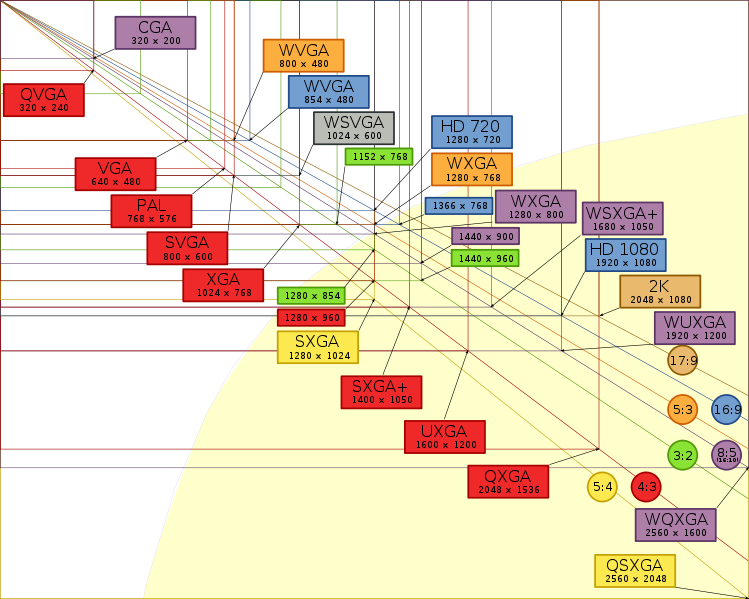 CGA
320 x 200
WVGA
800 x 480
QVGA
320 x 240
WVGA
854 x 480
WSVGA
1024 x 600
HD 720
1280 x 720
1152 x 768
WXGA
1280 x 768
VGA
640 x 480
PAL
768 x 576
1366 x 768
WXGA
1280 x 800
WSXGA+
1680 x 1050
SVGA
800 x 600
1440 x 900
HD 1080
1920 x 1080
1440 x 960
XGA
1024 x 768
1280 x 854
2K
2048 x 1080
1280 x 960
WUXGA
1920 x 1200
SXGA
1280 x 1024
17:9
SXGA+
1400 x 1050
5:3
16:9
UXGA
1600 x 1200
3:2
8:5
(16:10)
QXGA
2048 x 1536
5:4
4:3
WQXGA
2560 x 1600
QSXGA
2560 x 2048